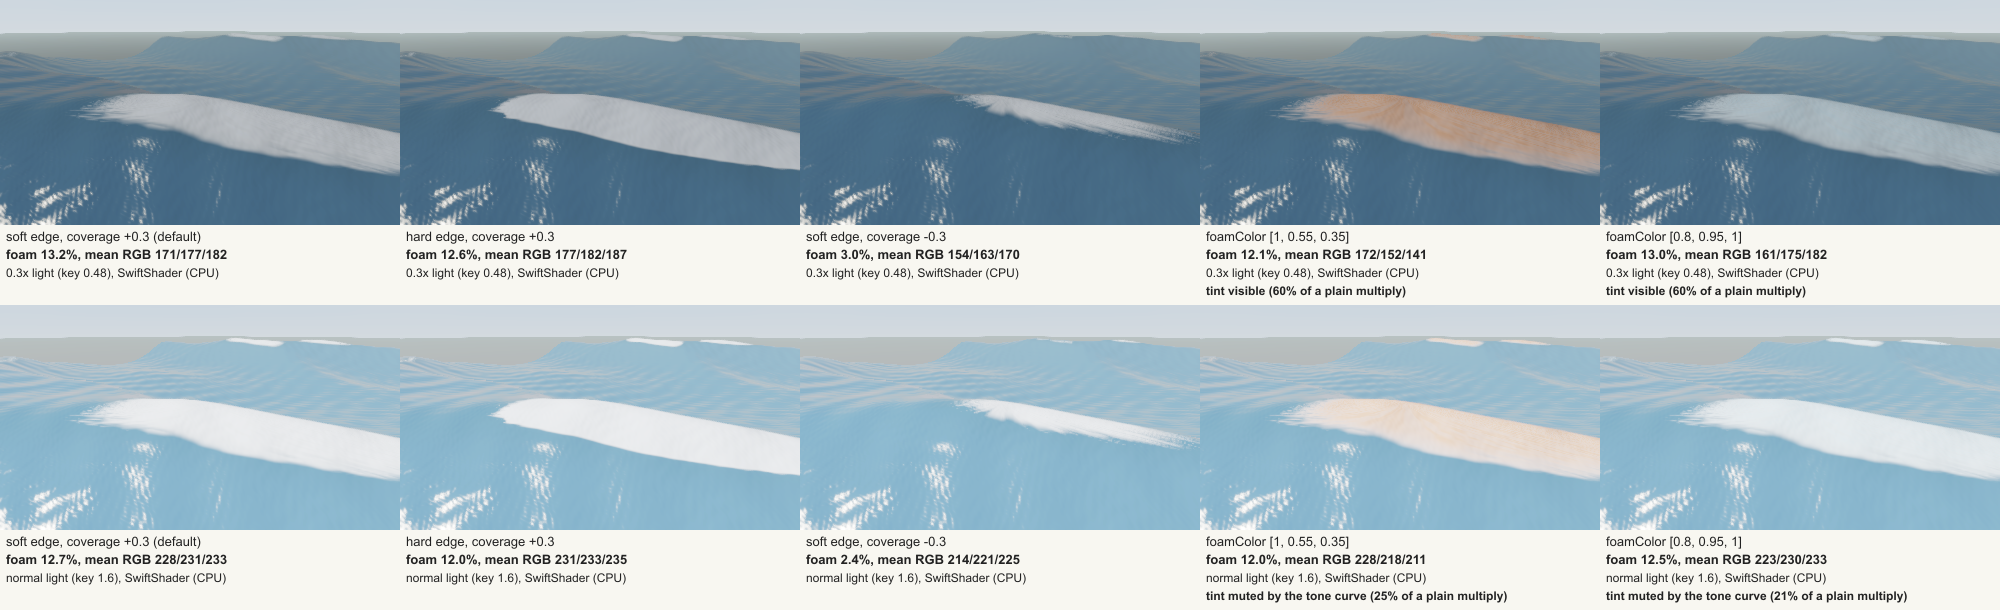 soft edge, coverage +0.3 (default)
foam 13.2%, mean RGB 171/177/182
0.3x light (key 0.48), SwiftShader (CPU)
hard edge, coverage +0.3
foam 12.6%, mean RGB 177/182/187
0.3x light (key 0.48), SwiftShader (CPU)
soft edge, coverage -0.3
foam 3.0%, mean RGB 154/163/170
0.3x light (key 0.48), SwiftShader (CPU)
foamColor [1, 0.55, 0.35]
foam 12.1%, mean RGB 172/152/141
0.3x light (key 0.48), SwiftShader (CPU)
tint visible (60% of a plain multiply)
foamColor [0.8, 0.95, 1]
foam 13.0%, mean RGB 161/175/182
0.3x light (key 0.48), SwiftShader (CPU)
tint visible (60% of a plain multiply)
soft edge, coverage +0.3 (default)
foam 12.7%, mean RGB 228/231/233
normal light (key 1.6), SwiftShader (CPU)
hard edge, coverage +0.3
foam 12.0%, mean RGB 231/233/235
normal light (key 1.6), SwiftShader (CPU)
soft edge, coverage -0.3
foam 2.4%, mean RGB 214/221/225
normal light (key 1.6), SwiftShader (CPU)
foamColor [1, 0.55, 0.35]
foam 12.0%, mean RGB 228/218/211
normal light (key 1.6), SwiftShader (CPU)
tint muted by the tone curve (25% of a plain multiply)
foamColor [0.8, 0.95, 1]
foam 12.5%, mean RGB 223/230/233
normal light (key 1.6), SwiftShader (CPU)
tint muted by the tone curve (21% of a plain multiply)